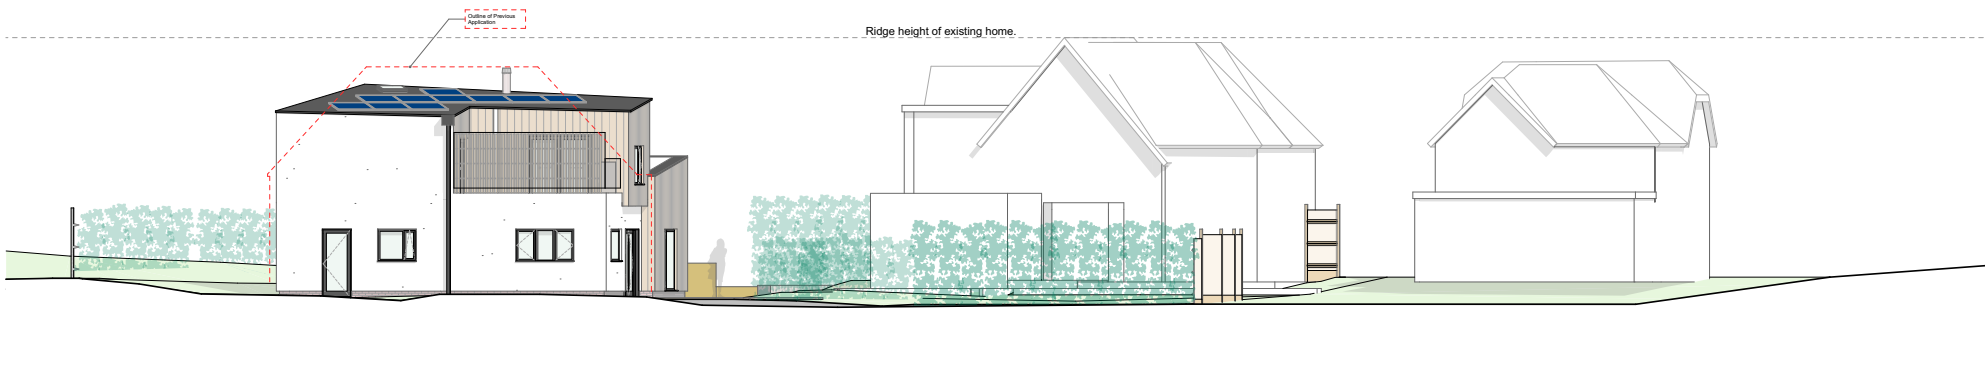 Outline of Previous
Application
Ridge height of existing home.